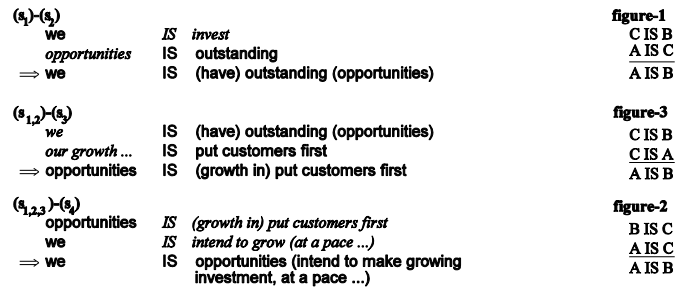 (s1)-(s2) figure-1
we IS invest C IS B
opportunities IS outstanding A IS C
⟹ we IS (have) outstanding (opportunities) A IS B
(s1,2)-(s3) figure-3
we IS (have) outstanding (opportunities) C IS B
our growth ... IS put customers first C IS A
⟹ opportunities IS (growth in) put customers first A IS B
(s1,2,3)-(s4) figure-2
opportunities IS (growth in) put customers first B IS C
we IS intend to grow (at a pace ...) A IS C
⟹ we IS opportunities (intend to make growing A IS B
investment, at a pace ...)